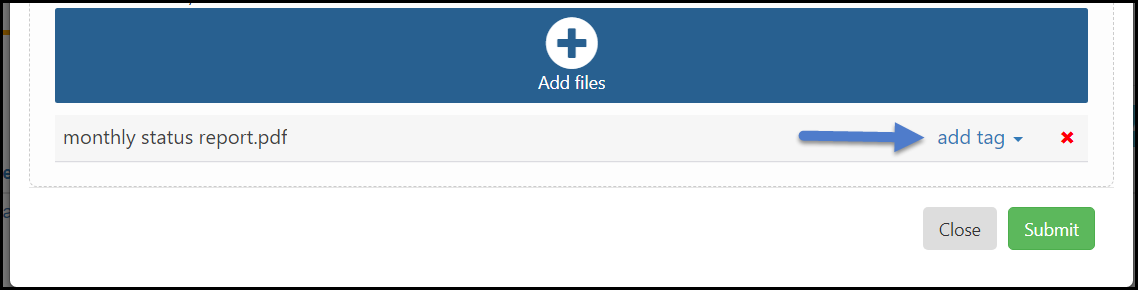 Add files
monthly status report.pdf add tag
Close Submit